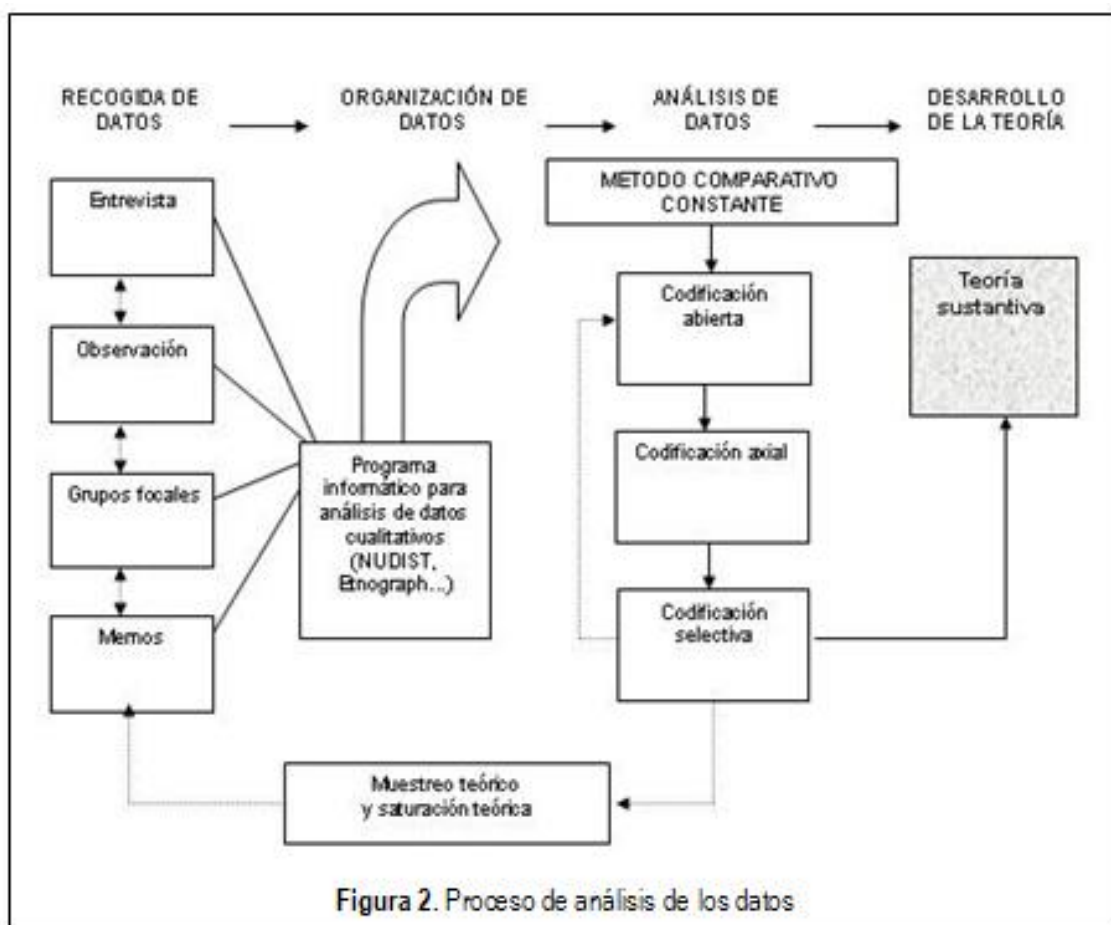 RECOGIDA DE
DATOS
ORGANIZACIÓN DE
DATOS
ANÁLISIS DE
DATOS
DESARROLLO
DE LA TEORÍA
Entrevista
Observación
Grupos focales
Memos
Programa
informático para
análisis de datos
cualitativos
(NUDIST,
Etnograph...)
METODO COMPARATIVO
CONSTANTE
Codificación
abierta
Codificación axial
Codificación
selectiva
Teoría
sustantiva
Muestreo teórico
y saturación teórica
Figura 2. Proceso de análisis de los datos